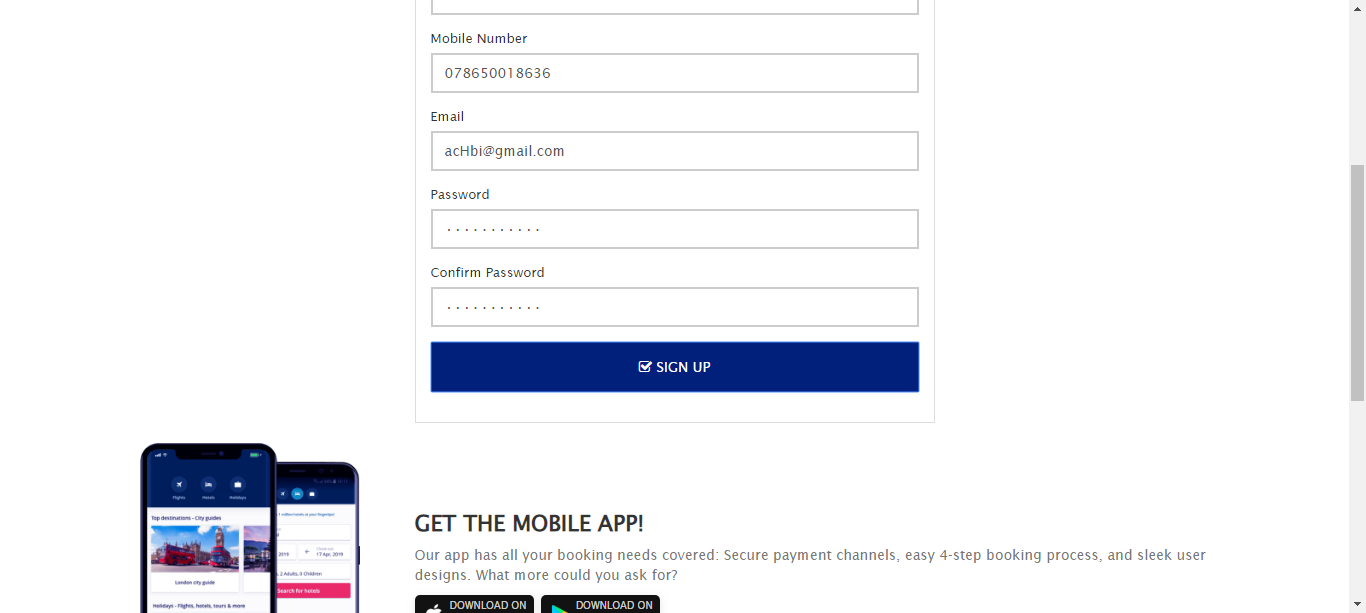 Mobile Number
078650018636
Email
acHbi@gmail.com
Password
Confirm Password
SIGN UP
GET THE MOBILE APP!
Our app has all your booking needs covered: Secure payment channels, easy 4-step booking process, and sleek user
designs. What more could you ask for?
DOWNLOAD ON
DOWNLOAD ON
Flights
Hotels
Holidays
Top destinations - City guides
London city guide
Holidays - Flights, hotels, tours & more
2019
17 Apr, 2019
2 Adults, 0 Children
Search for hotels